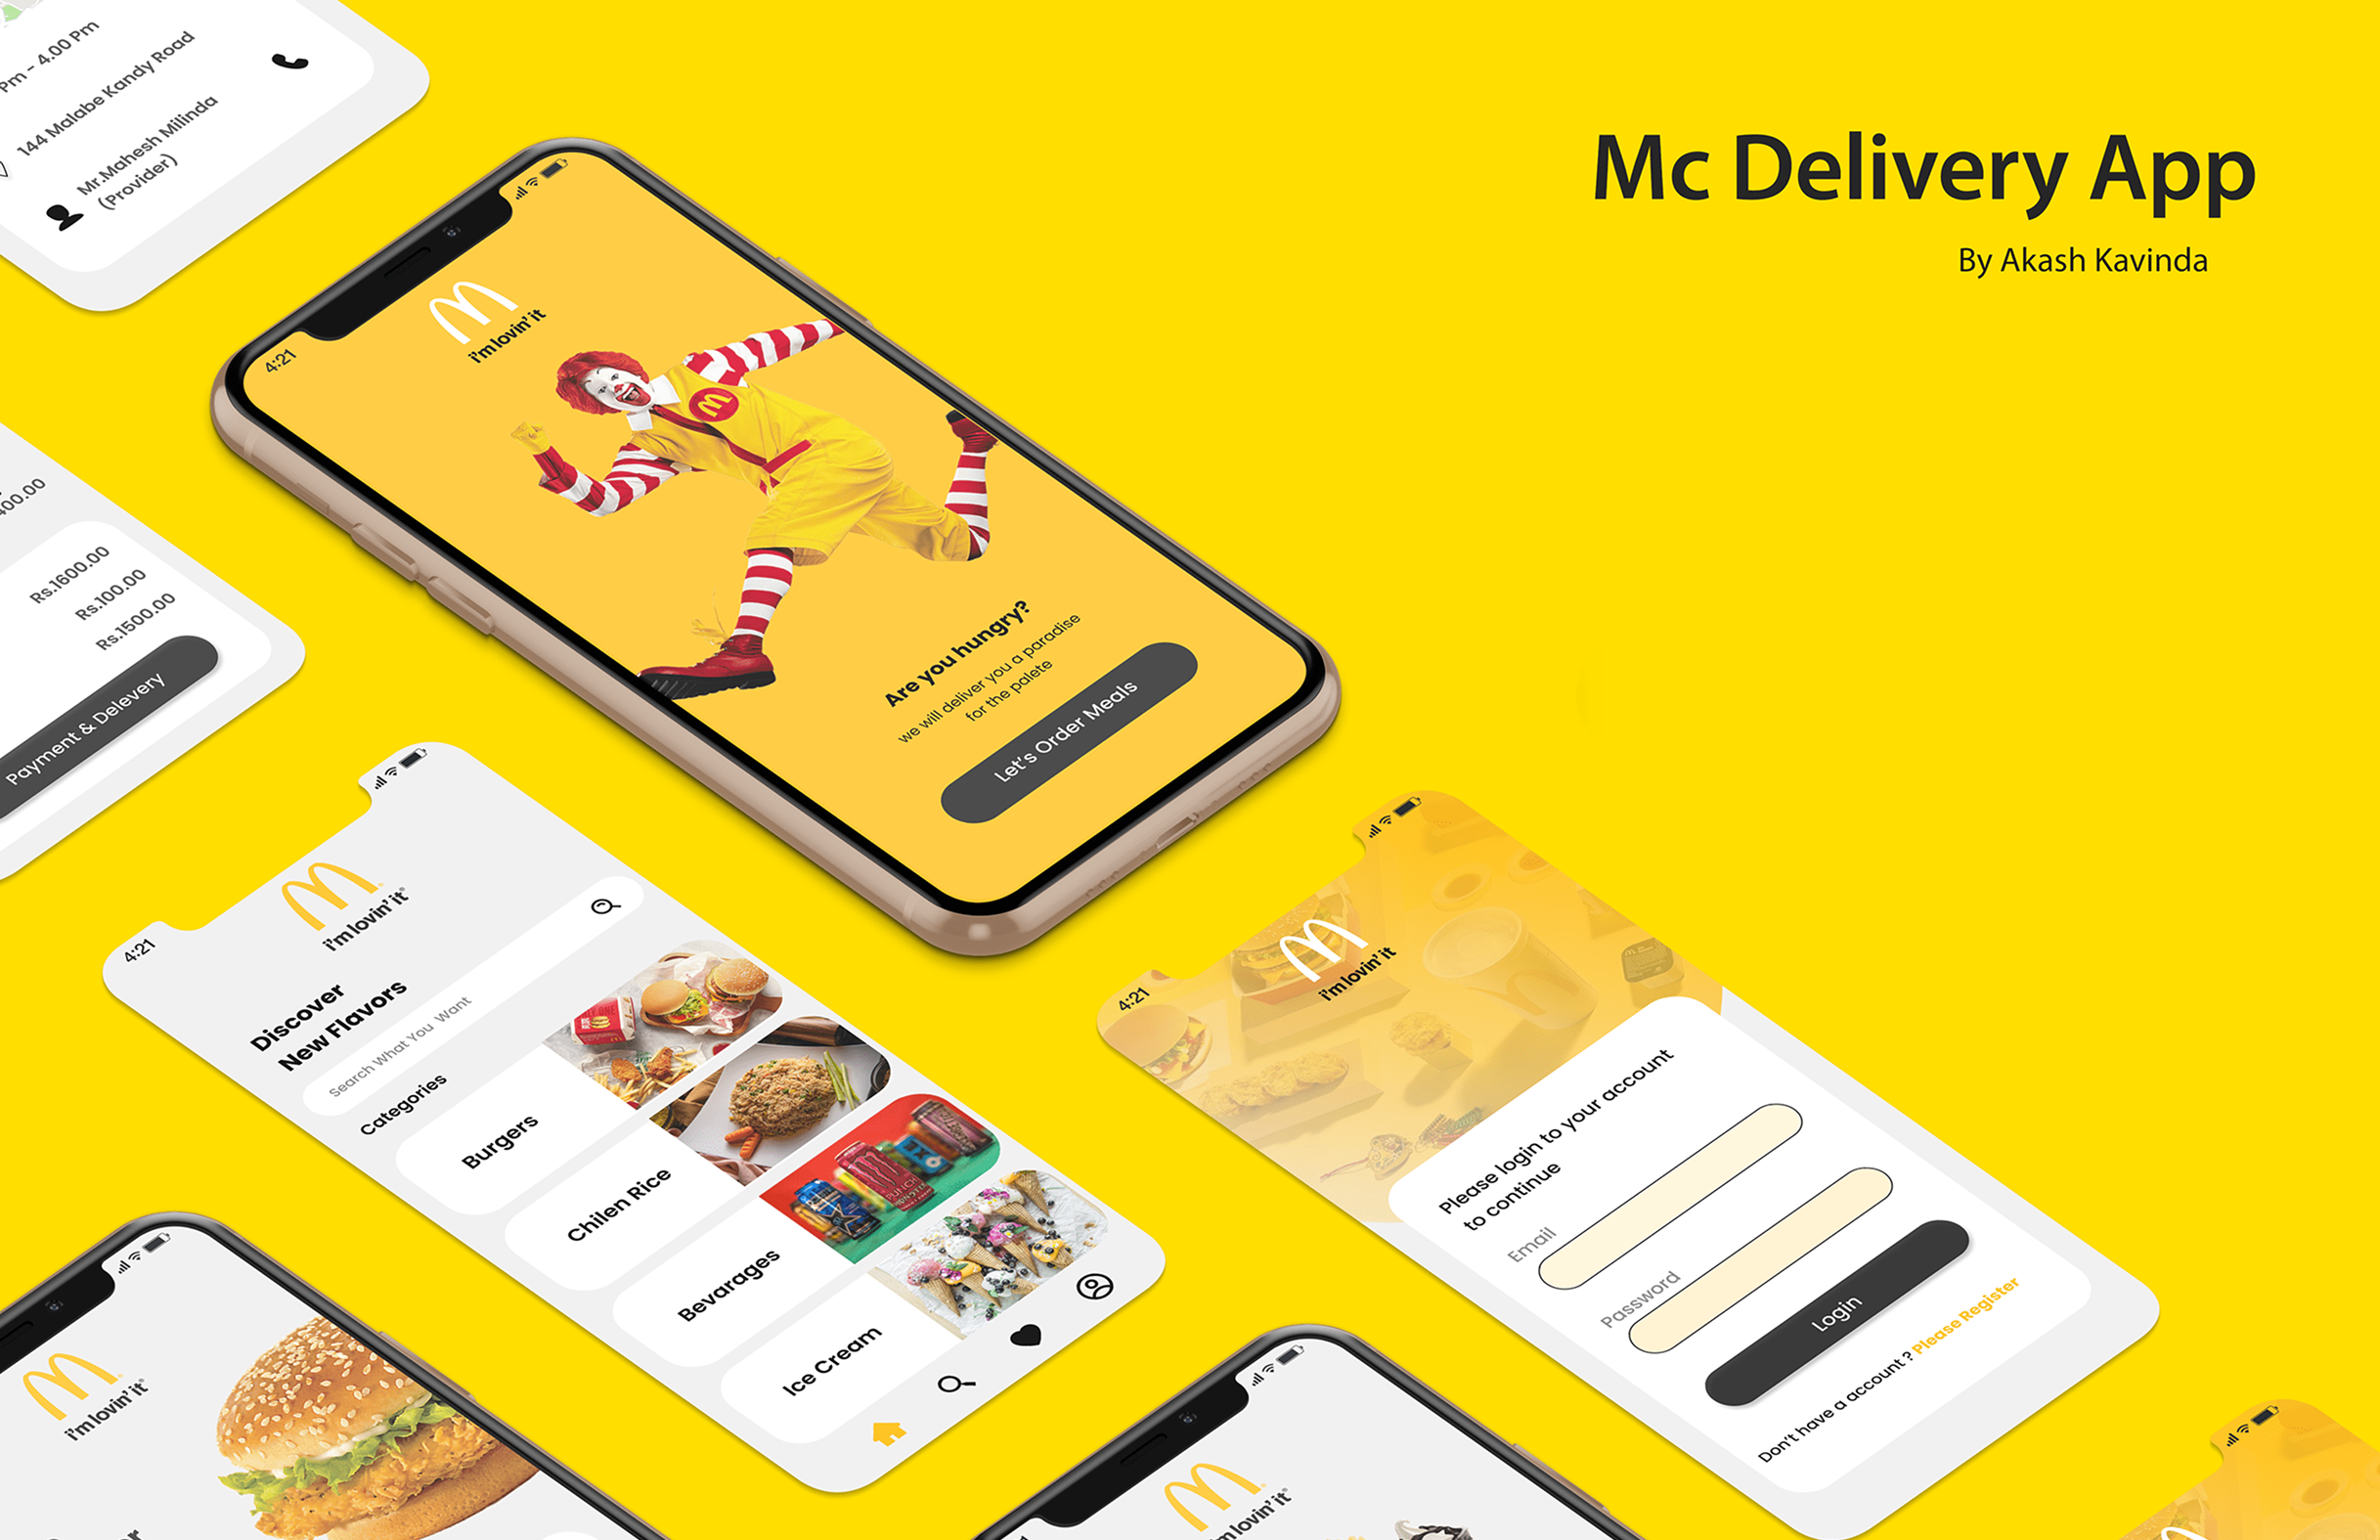 Mc Delivery App
By Akash Kavinda
Pm - 4.00 Pm
144 Malabe Kandy Road
Mr.Mahesh Milinda
(Provider)
4:21
i'm lovin' it
Are you hungry?
we will deliver you a paradise
for the palete
Let's Order Meals
Rs.1600.00
Rs.100.00
Rs.1500.00
Payment & Delevery
4:21
i'm lovin' it
Discover
New Flavors
Search What You Want
Categories
Burgers
Chilen Rice
Bevarages
Ice Cream
4:21
i'm lovin' it
Please login to your account
to continue
Email
Password
Login
Don't have a account ? Please Register
i'm lovin' it